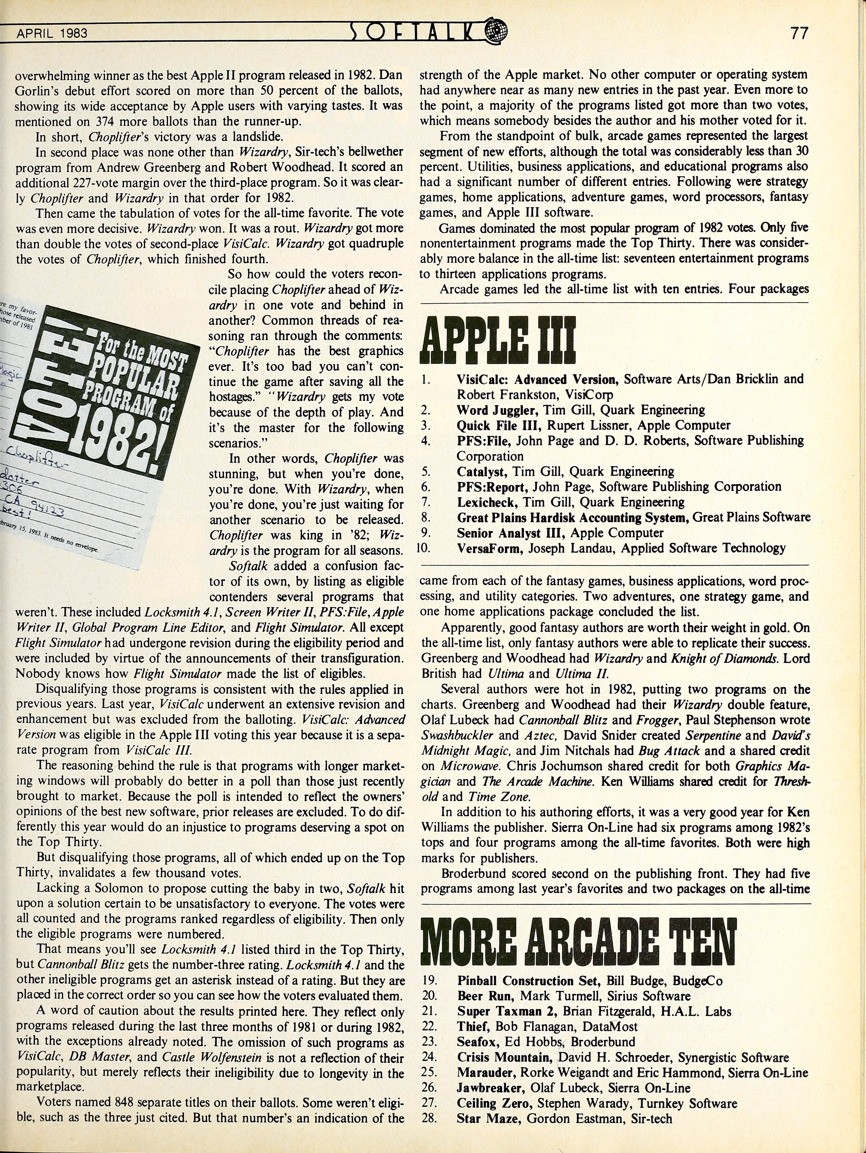 APRIL 1983
SOFTALK
77
overwhelming winner as the best Apple II program released in 1982. Dan
Gorlin's debut effort scored on more than 50 percent of the ballots,
showing its wide acceptance by Apple users with varying tastes. It was
mentioned on 374 more ballots than the runner-up.
In short, Choplifter's victory was a landslide.
In second place was none other than Wizardry, Sir-tech's bellwether
program from Andrew Greenberg and Robert Woodhead. It scored an
additional 227-vote margin over the third-place program. So it was clear-
ly Choplifter and Wizardry in that order for 1982.
Then came the tabulation of votes for the all-time favorite. The vote
was even more decisive. Wizardry won. It was a rout. Wizardry got more
than double the votes of second-place VisiCalc. Wizardry got quadruple
the votes of Choplifter, which finished fourth.
So how could the voters recon-
cile placing Choplifter ahead of Wiz-
ardry in one vote and behind in
another? Common threads of rea-
soning ran through the comments:
"Choplifter has the best graphics
ever. It's too bad you can't con-
tinue the game after saving all the
hostages." "Wizardry gets my vote
because of the depth of play. And
it's the master for the following
scenarios."
In other words, Choplifter was
stunning, but when you're done,
you're done. With Wizardry, when
you're done, you're just waiting for
another scenario to be released.
Choplifter was king in '82; Wiz-
ardry is the program for all seasons.
Softalk added a confusion fac-
tor of its own, by listing as eligible
contenders several programs that
weren't. These included Locksmith 4.1, Screen Writer II, PFS:File, Apple
Writer II, Global Program Line Editor, and Flight Simulator. All except
Flight Simulator had undergone revision during the eligibility period and
were included by virtue of the announcements of their transfiguration.
Nobody knows how Flight Simulator made the list of eligibles.
Disqualifying those programs is consistent with the rules applied in
previous years. Last year, VisiCalc underwent an extensive revision and
enhancement but was excluded from the balloting. VisiCalc: Advanced
Version was eligible in the Apple III voting this year because it is a sepa-
rate program from VisiCalc III.
The reasoning behind the rule is that programs with longer market-
ing windows will probably do better in a poll than those just recently
brought to market. Because the poll is intended to reflect the owners'
opinions of the best new software, prior releases are excluded. To do dif-
ferently this year would do an injustice to programs deserving a spot on
the Top Thirty.
But disqualifying those programs, all of which ended up on the Top
Thirty, invalidates a few thousand votes.
Lacking a Solomon to propose cutting the baby in two, Softalk hit
upon a solution certain to be unsatisfactory to everyone. The votes were
all counted and the programs ranked regardless of eligibility. Then only
the eligible programs were numbered.
That means you'll see Locksmith 4.1 listed third in the Top Thirty,
but Cannonball Blitz gets the number-three rating. Locksmith 4.1 and the
other ineligible programs get an asterisk instead of a rating. But they are
placed in the correct order so you can see how the voters evaluated them.
A word of caution about the results printed here. They reflect only
programs released during the last three months of 1981 or during 1982,
with the exceptions already noted. The omission of such programs as
VisiCalc, DB Master, and Castle Wolfenstein is not a reflection of their
popularity, but merely reflects their ineligibility due to longevity in the
marketplace.
Voters named 848 separate titles on their ballots. Some weren't eligi-
ble, such as the three just cited. But that number's an indication of the
re my favor-
hose released
mber of 1981
VOTE!
For the MOST
POPULAR
PROGRAM of
1982!
Choplifter
CA 94123
best!
bruary 15, 1983. It needs no envelope.
strength of the Apple market. No other computer or operating system
had anywhere near as many new entries in the past year. Even more to
the point, a majority of the programs listed got more than two votes,
which means somebody besides the author and his mother voted for it.
From the standpoint of bulk, arcade games represented the largest
segment of new efforts, although the total was considerably less than 30
percent. Utilities, business applications, and educational programs also
had a significant number of different entries. Following were strategy
games, home applications, adventure games, word processors, fantasy
games, and Apple III software.
Games dominated the most popular program of 1982 votes. Only five
nonentertainment programs made the Top Thirty. There was consider-
ably more balance in the all-time list: seventeen entertainment programs
to thirteen applications programs.
Arcade games led the all-time list with ten entries. Four packages
APPLE III
1. VisiCalc: Advanced Version, Software Arts/Dan Bricklin and
Robert Frankston, VisiCorp
2. Word Juggler, Tim Gill, Quark Engineering
3. Quick File III, Rupert Lissner, Apple Computer
4. PFS:File, John Page and D. D. Roberts, Software Publishing
Corporation
5. Catalyst, Tim Gill, Quark Engineering
6. PFS:Report, John Page, Software Publishing Corporation
7. Lexicheck, Tim Gill, Quark Engineering
8. Great Plains Hardisk Accounting System, Great Plains Software
9. Senior Analyst III, Apple Computer
10. VersaForm, Joseph Landau, Applied Software Technology
came from each of the fantasy games, business applications, word proc-
essing, and utility categories. Two adventures, one strategy game, and
one home applications package concluded the list.
Apparently, good fantasy authors are worth their weight in gold. On
the all-time list, only fantasy authors were able to replicate their success.
Greenberg and Woodhead had Wizardry and Knight of Diamonds. Lord
British had Ultima and Ultima II.
Several authors were hot in 1982, putting two programs on the
charts. Greenberg and Woodhead had their Wizardry double feature,
Olaf Lubeck had Cannonball Blitz and Frogger, Paul Stephenson wrote
Swashbuckler and Aztec, David Snider created Serpentine and David's
Midnight Magic, and Jim Nitchals had Bug Attack and a shared credit
on Microwave. Chris Jochumson shared credit for both Graphics Ma-
gician and The Arcade Machine. Ken Williams shared credit for Thresh-
old and Time Zone.
In addition to his authoring efforts, it was a very good year for Ken
Williams the publisher. Sierra On-Line had six programs among 1982's
tops and four programs among the all-time favorites. Both were high
marks for publishers.
Broderbund scored second on the publishing front. They had five
programs among last year's favorites and two packages on the all-time
MORE ARCADE TEN
19. Pinball Construction Set, Bill Budge, BudgeCo
20. Beer Run, Mark Turmell, Sirius Software
21. Super Taxman 2, Brian Fitzgerald, H.A.L. Labs
22. Thief, Bob Flanagan, DataMost
23. Seafox, Ed Hobbs, Broderbund
24. Crisis Mountain, David H. Schroeder, Synergistic Software
25. Marauder, Rorke Weigandt and Eric Hammond, Sierra On-Line
26. Jawbreaker, Olaf Lubeck, Sierra On-Line
27. Ceiling Zero, Stephen Warady, Turnkey Software
28. Star Maze, Gordon Eastman, Sir-tech